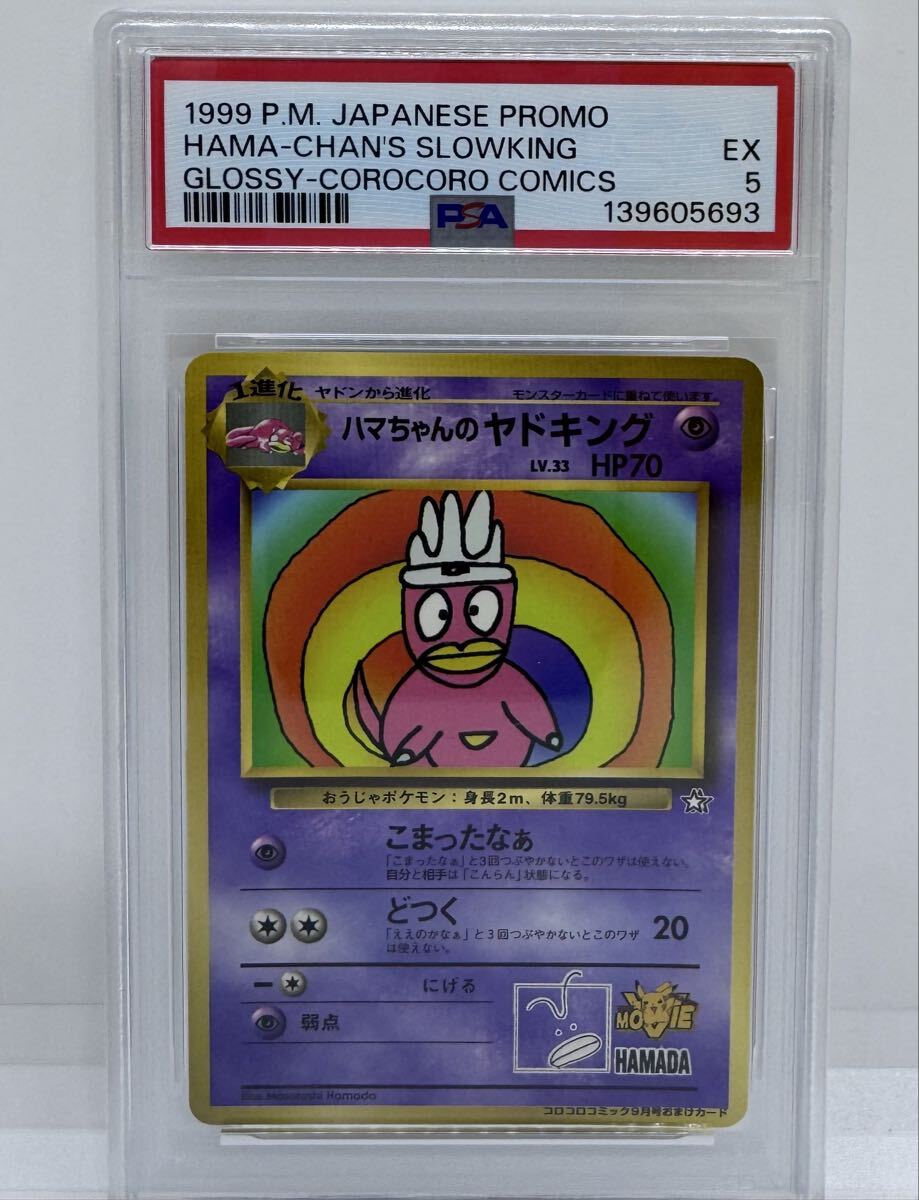 1999 P.M. JAPANESE PROMO
HAMA-CHAN'S SLOWKING EX
GLOSSY-COROCORO COMICS 5
PSA 139605693
1進化 ヤドンから進化 モンスターカードに重ねて使います
ハマちゃんのヤドキング
LV.33 HP70
おうじゃポケモン：身長2m、体重79.5kg
こまったなぁ
「こまったなぁ」と3回つぶやかないとこのワザは使えない。
自分と相手は「こんらん」状態になる。
どつく 20
「ええのかなぁ」と3回つぶやかないとこのワザ
は使えない。
にげる
弱点
MOVIE
HAMADA
Illus. Masatoshi Hamada
コロコロコミック9月号おまけカード